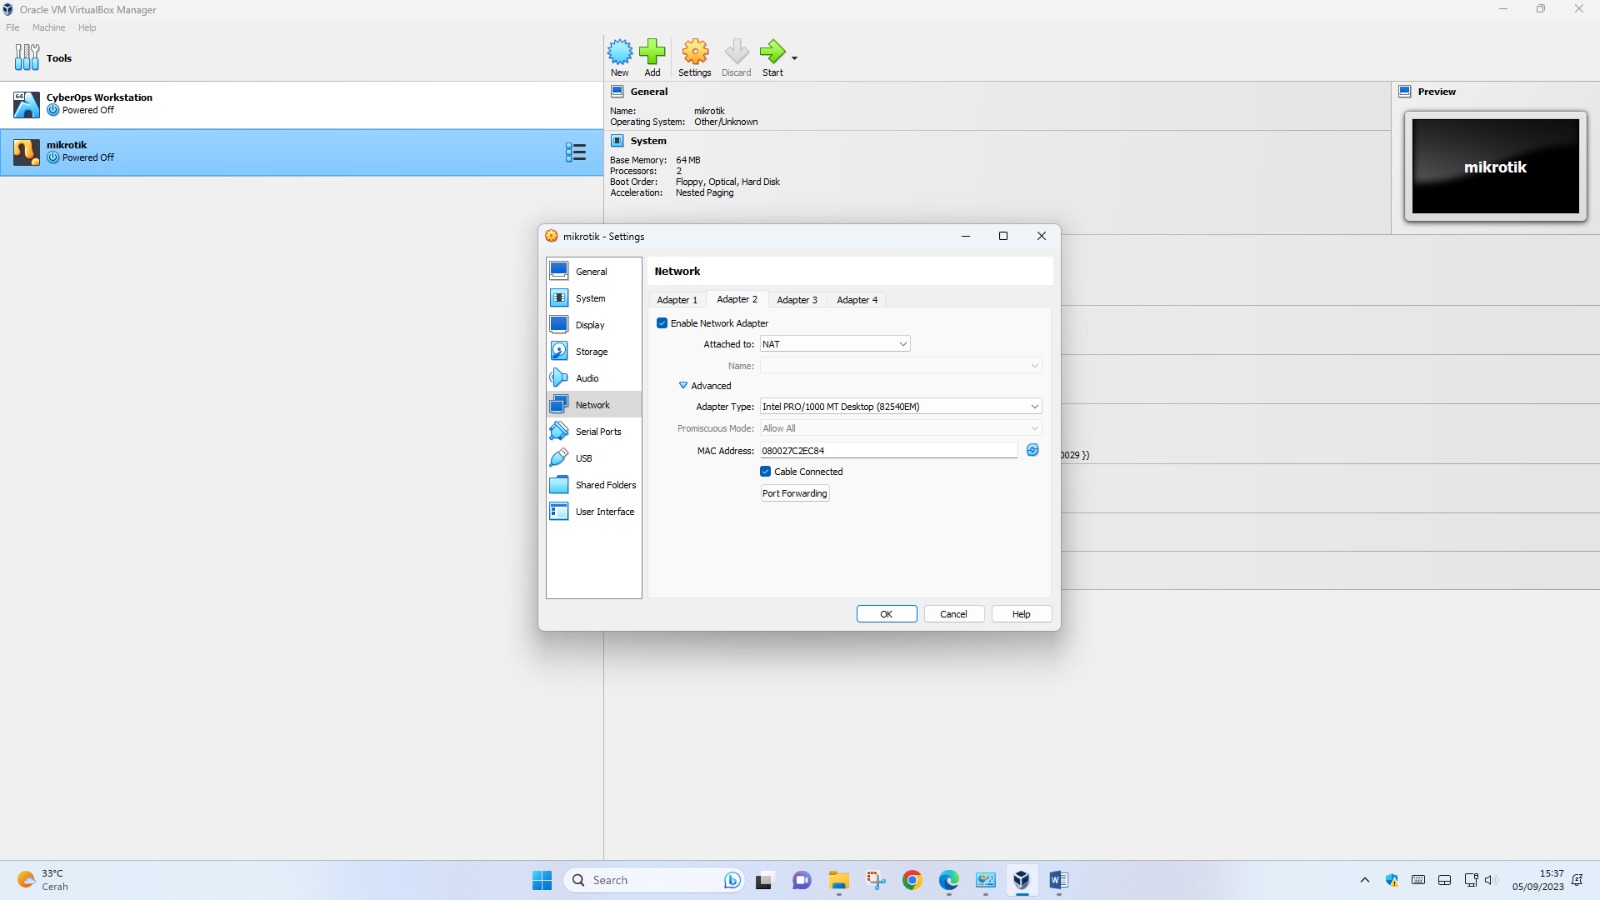 Oracle VM VirtualBox Manager
File Machine Help
Tools
New Add Settings Discard Start
64
CyberOps Workstation
Powered Off
mikrotik
Powered Off
General
Name: mikrotik
Operating System: Other/Unknown
System
Base Memory: 64 MB
Processors: 2
Boot Order: Floppy, Optical, Hard Disk
Acceleration: Nested Paging
Preview
mikrotik
mikrotik - Settings
General
System
Display
Storage
Audio
Network
Serial Ports
USB
Shared Folders
User Interface
Network
Adapter 1 Adapter 2 Adapter 3 Adapter 4
Enable Network Adapter
Attached to: NAT
Name:
Advanced
Adapter Type: Intel PRO/1000 MT Desktop (82540EM)
Promiscuous Mode: Allow All
MAC Address: 080027C2EC84
Cable Connected
Port Forwarding
OK Cancel Help
0029 })
33°C
Cerah
Search
15:37
05/09/2023